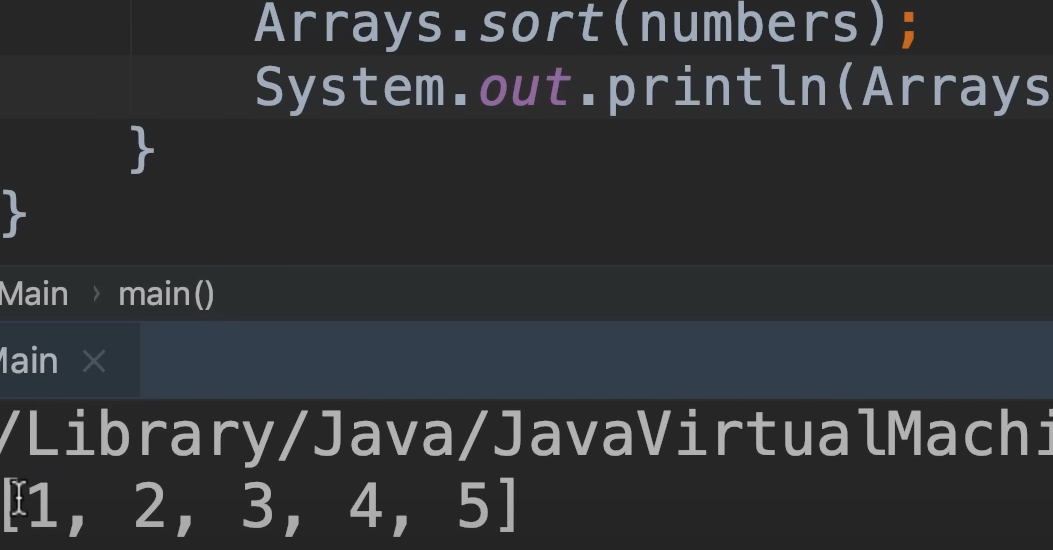 Arrays.sort(numbers);
System.out.println(Arrays
}
}
Main › main()
Main ×
/Library/Java/JavaVirtualMachi
[1, 2, 3, 4, 5]